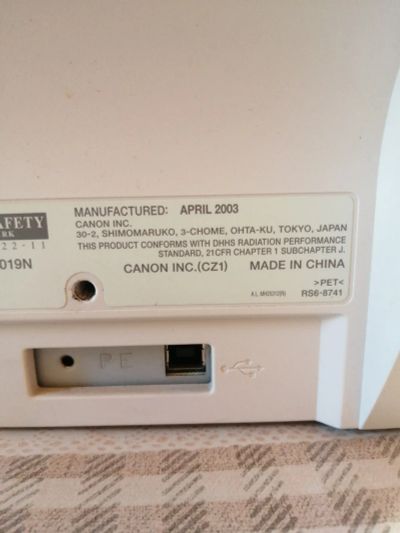 AFETY
RK
22-11
019N
MANUFACTURED: APRIL 2003
CANON INC.
30-2, SHIMOMARUKO, 3-CHOME, OHTA-KU, TOKYO, JAPAN
THIS PRODUCT CONFORMS WITH DHHS RADIATION PERFORMANCE
STANDARD, 21CFR CHAPTER 1 SUBCHAPTER J.
CANON INC.(CZ1) MADE IN CHINA
>PET<
RS6-8741
PE